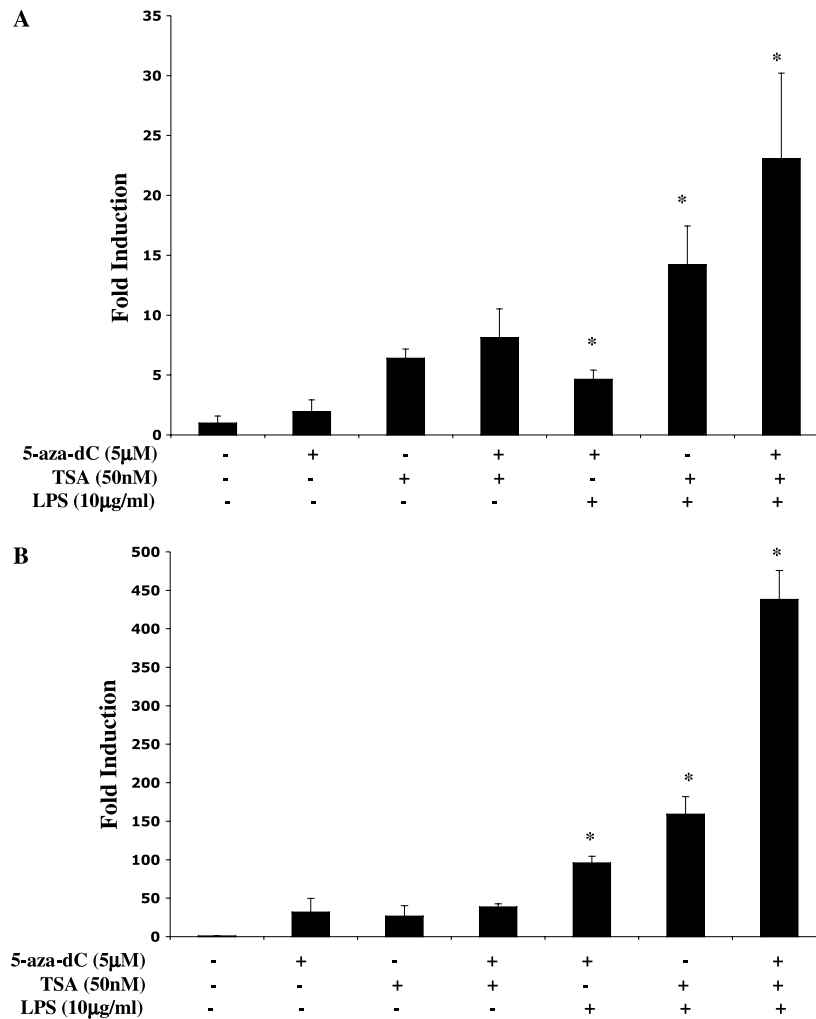 A
35
*
30
25
*
20
Fold Induction
15
10
*
5
0
5-aza-dC (5µM) - + - + + - +
TSA (50nM) - - + + - + +
LPS (10µg/ml) - - - - + + +
B
500
*
450
400
350
300
Fold Induction
250
200
*
150
*
100
50
0
5-aza-dC (5µM) - + - + + - +
TSA (50nM) - - + + - + +
LPS (10µg/ml) - - - - + + +